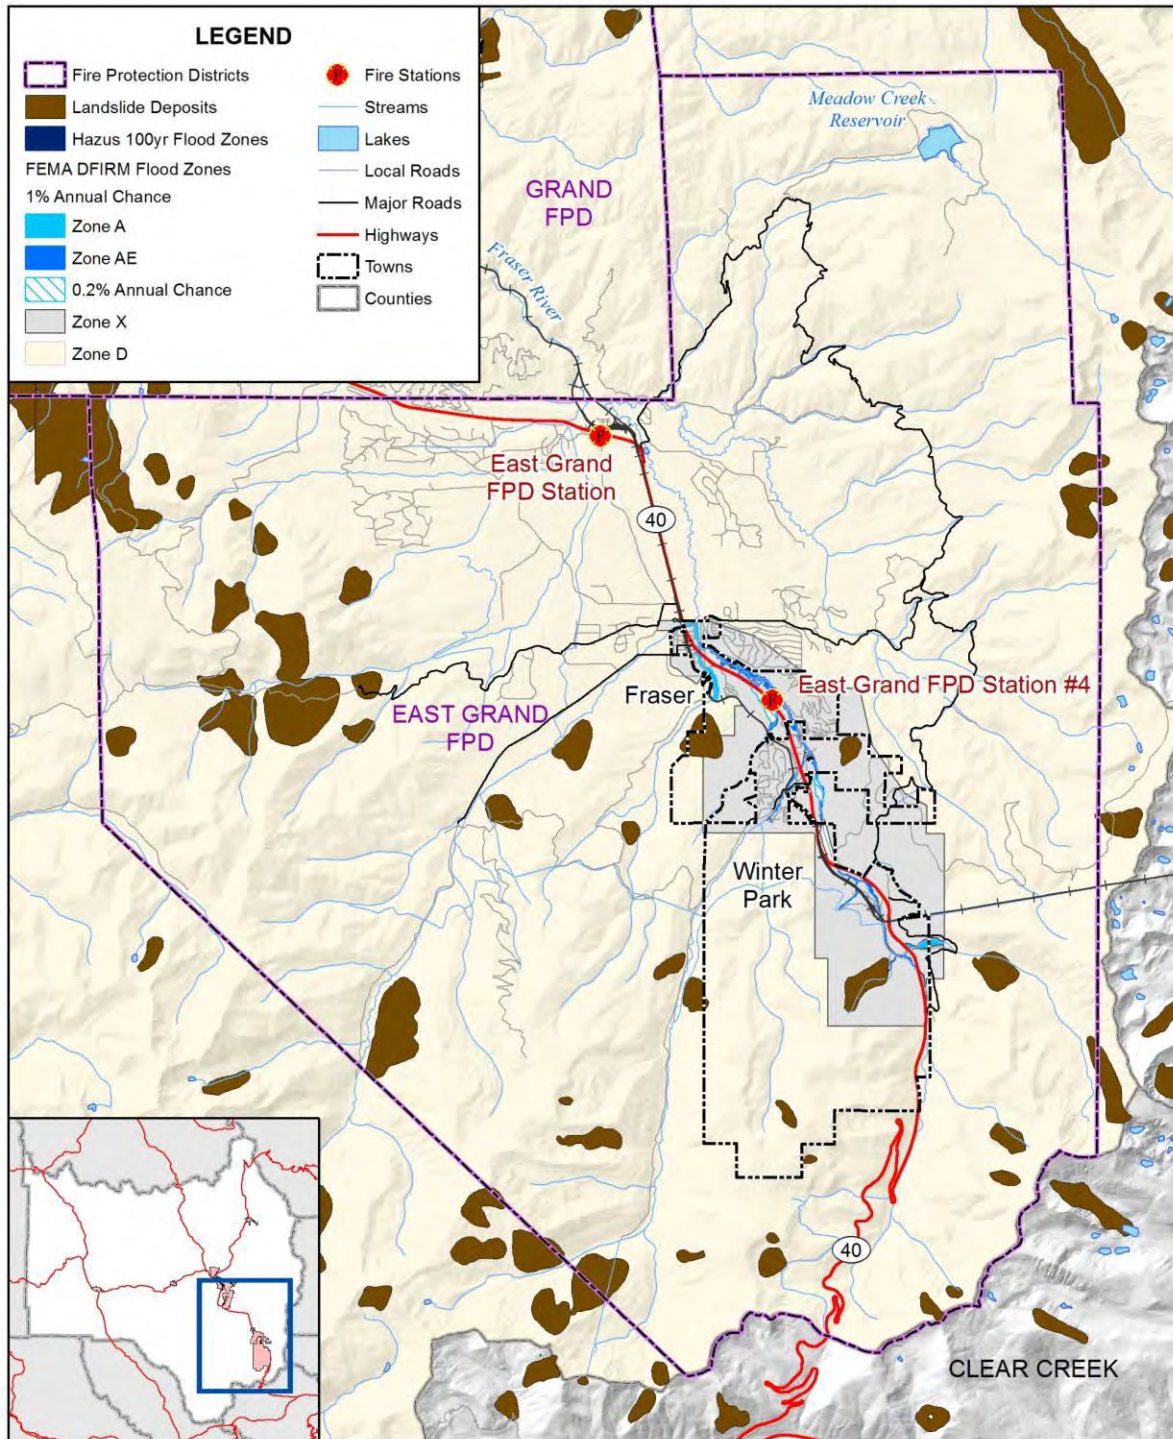 LEGEND
Fire Protection Districts
Landslide Deposits
Hazus 100yr Flood Zones
FEMA DFIRM Flood Zones
1% Annual Chance
Zone A
Zone AE
0.2% Annual Chance
Zone X
Zone D
F Fire Stations
Streams
Lakes
Local Roads
Major Roads
Highways
Towns
Counties
Meadow Creek
Reservoir
GRAND
FPD
Fraser River
F
East Grand
FPD Station
40
F
East Grand FPD Station #4
Fraser
EAST GRAND
FPD
Winter
Park
40
CLEAR CREEK